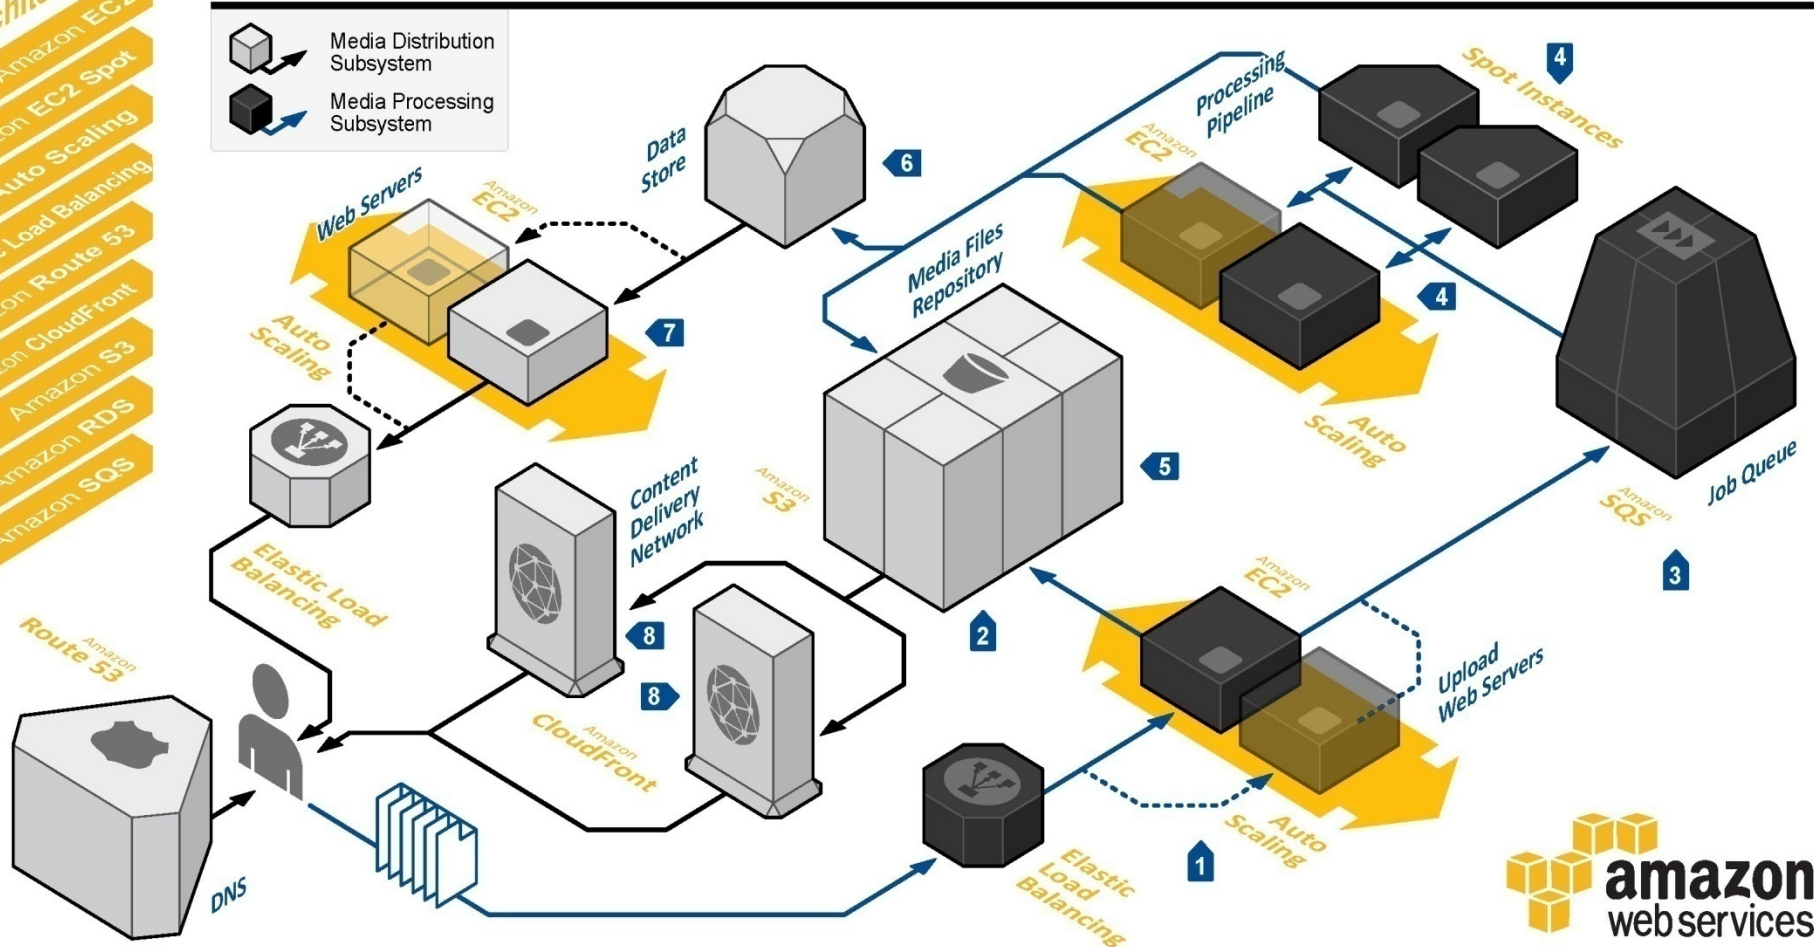 Amazon EC2
EC2 Spot
Auto Scaling
Load Balancing
Route 53
CloudFront
Amazon S3
Amazon RDS
Amazon SQS
Media Distribution
Subsystem
Media Processing
Subsystem
Data
Store
6
Web Servers
Amazon
EC2
Auto
Scaling
7
Processing
Pipeline
Amazon
EC2
4
Spot Instances
4
Auto
Scaling
Media Files
Repository
Amazon
S3
5
2
Job Queue
Amazon
SQS
3
Content
Delivery
Network
8
8
Amazon
CloudFront
Elastic Load
Balancing
Amazon
Route 53
DNS
Amazon
EC2
Upload
Web Servers
Auto
Scaling
1
Elastic
Load
Balancing
amazon
web services